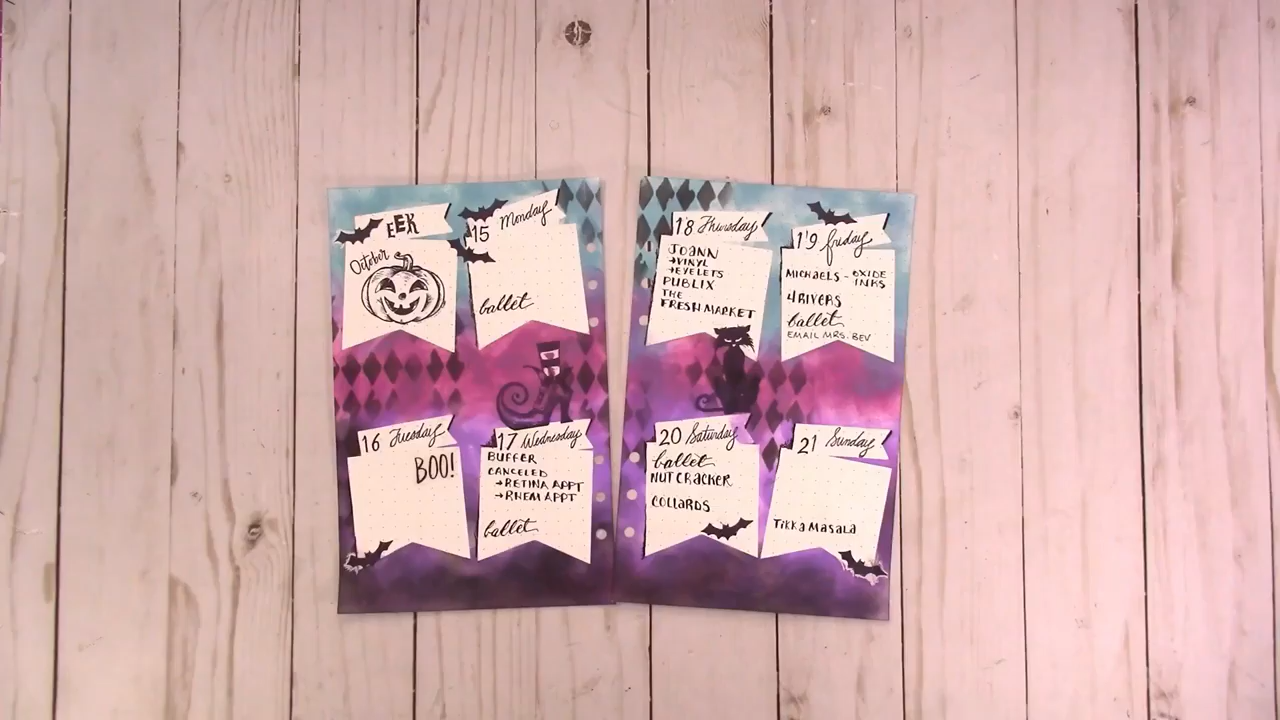 EEK
October
15 Monday
ballet
16 Tuesday
BOO!
17 Wednesday
BUFFER
CANCELED
→RETINA APPT
→RHEM APPT
ballet
18 Thursday
JOANN
→VINYL
→EYELETS
PUBLIX
THE
FRESH MARKET
19 friday
MICHAELS - OXIDE
INKS
4 RIVERS
ballet
EMAIL MRS. BEV
20 Saturday
ballet
NUTCRACKER
COLLARDS
21 Sunday
TIKKA MASALA